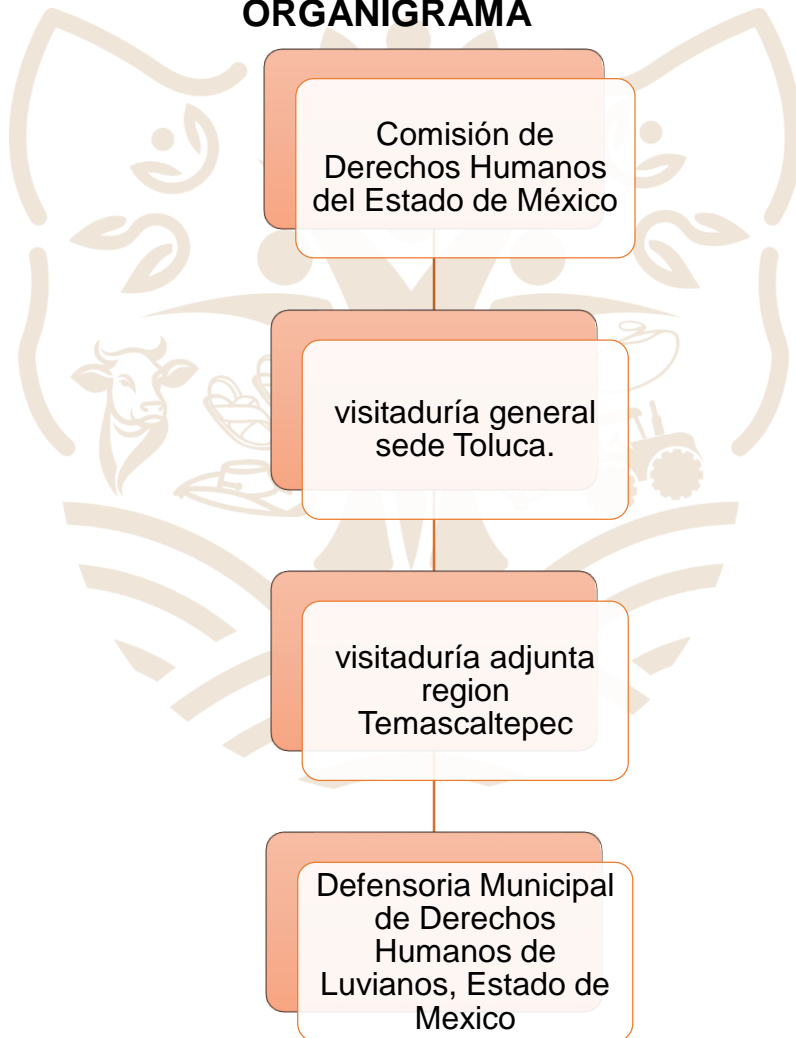 ORGANIGRAMA
Comisión de
Derechos Humanos
del Estado de México
visitaduría general
sede Toluca.
visitaduría adjunta
region
Temascaltepec
Defensoria Municipal
de Derechos
Humanos de
Luvianos, Estado de
Mexico